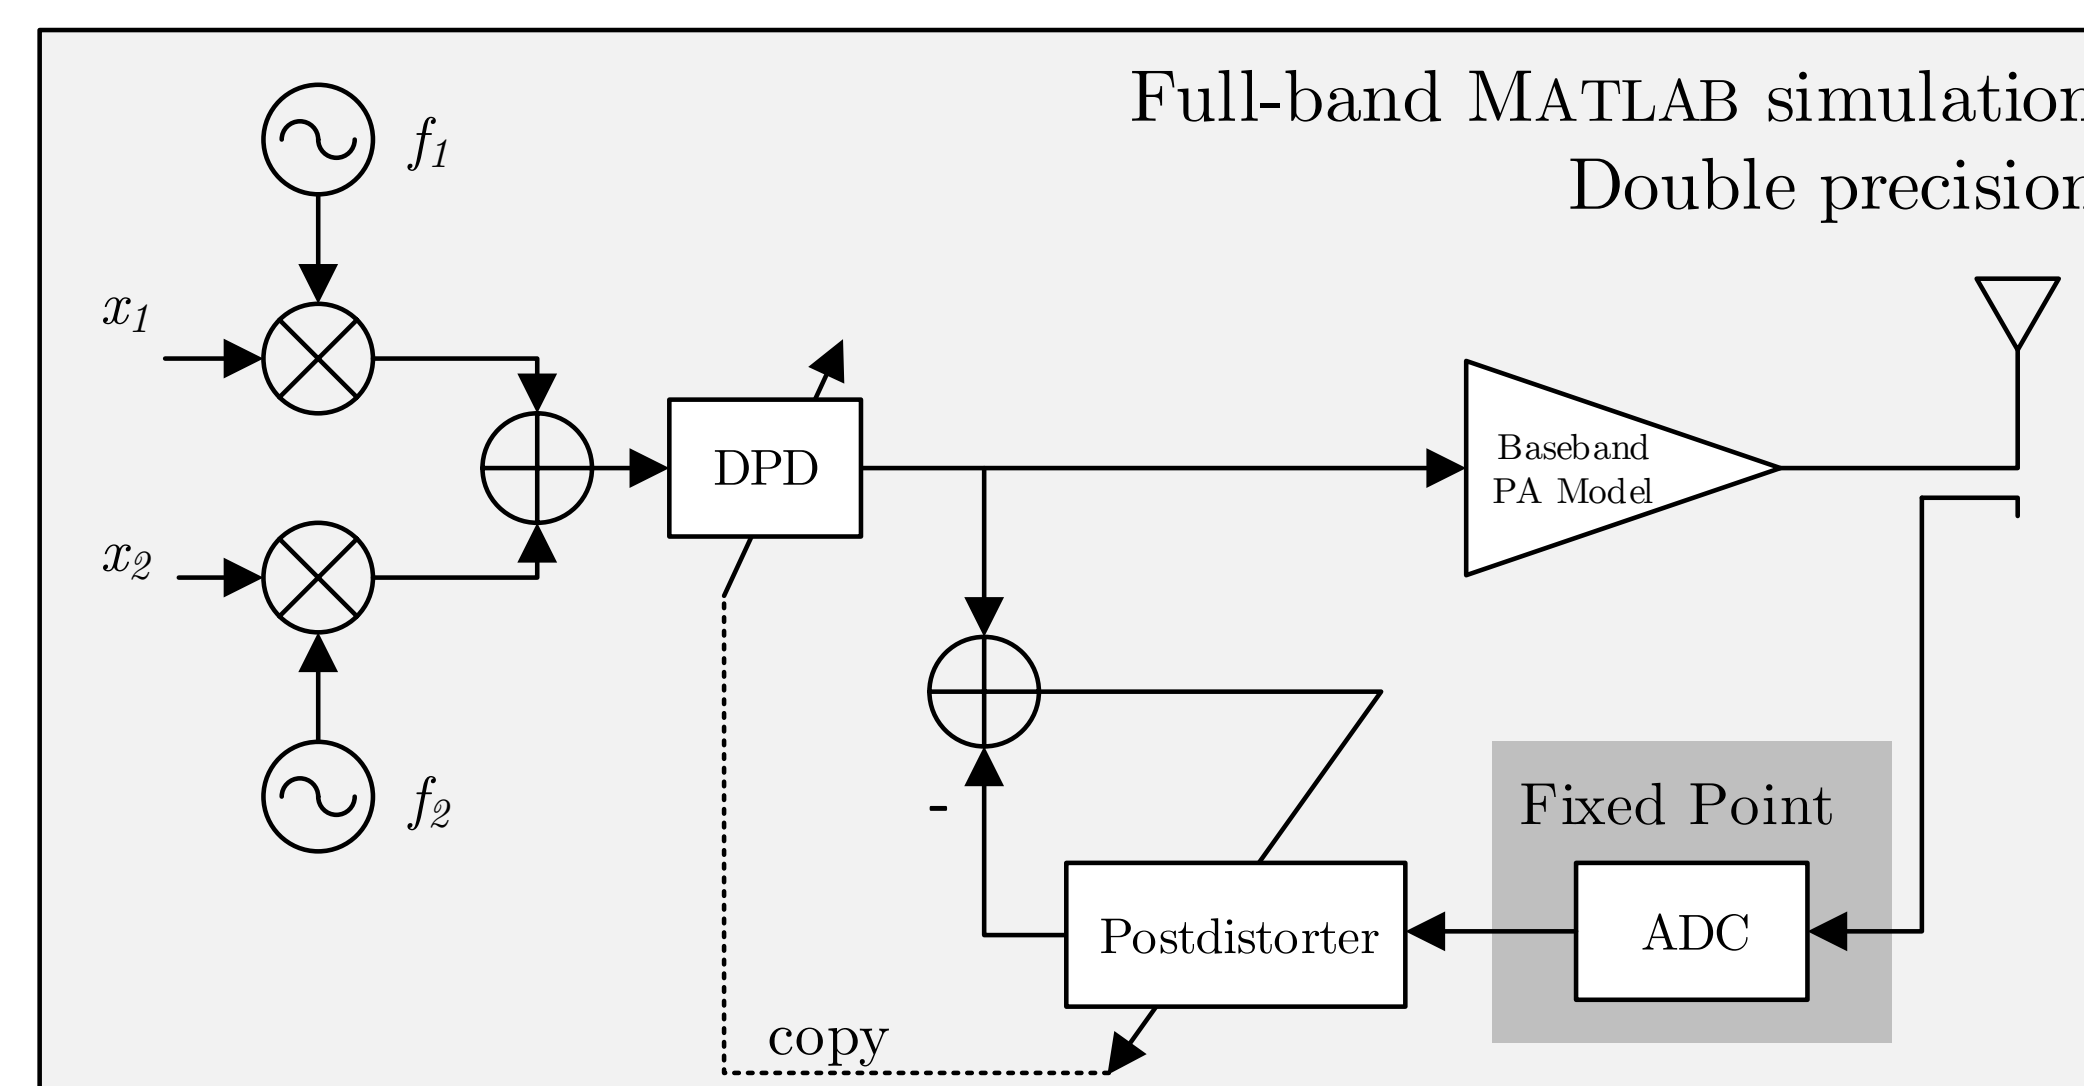 Full-band MATLAB simulation
Double precision
f1
x1
DPD
Baseband
PA Model
x2
f2
-
Fixed Point
Postdistorter
ADC
copy